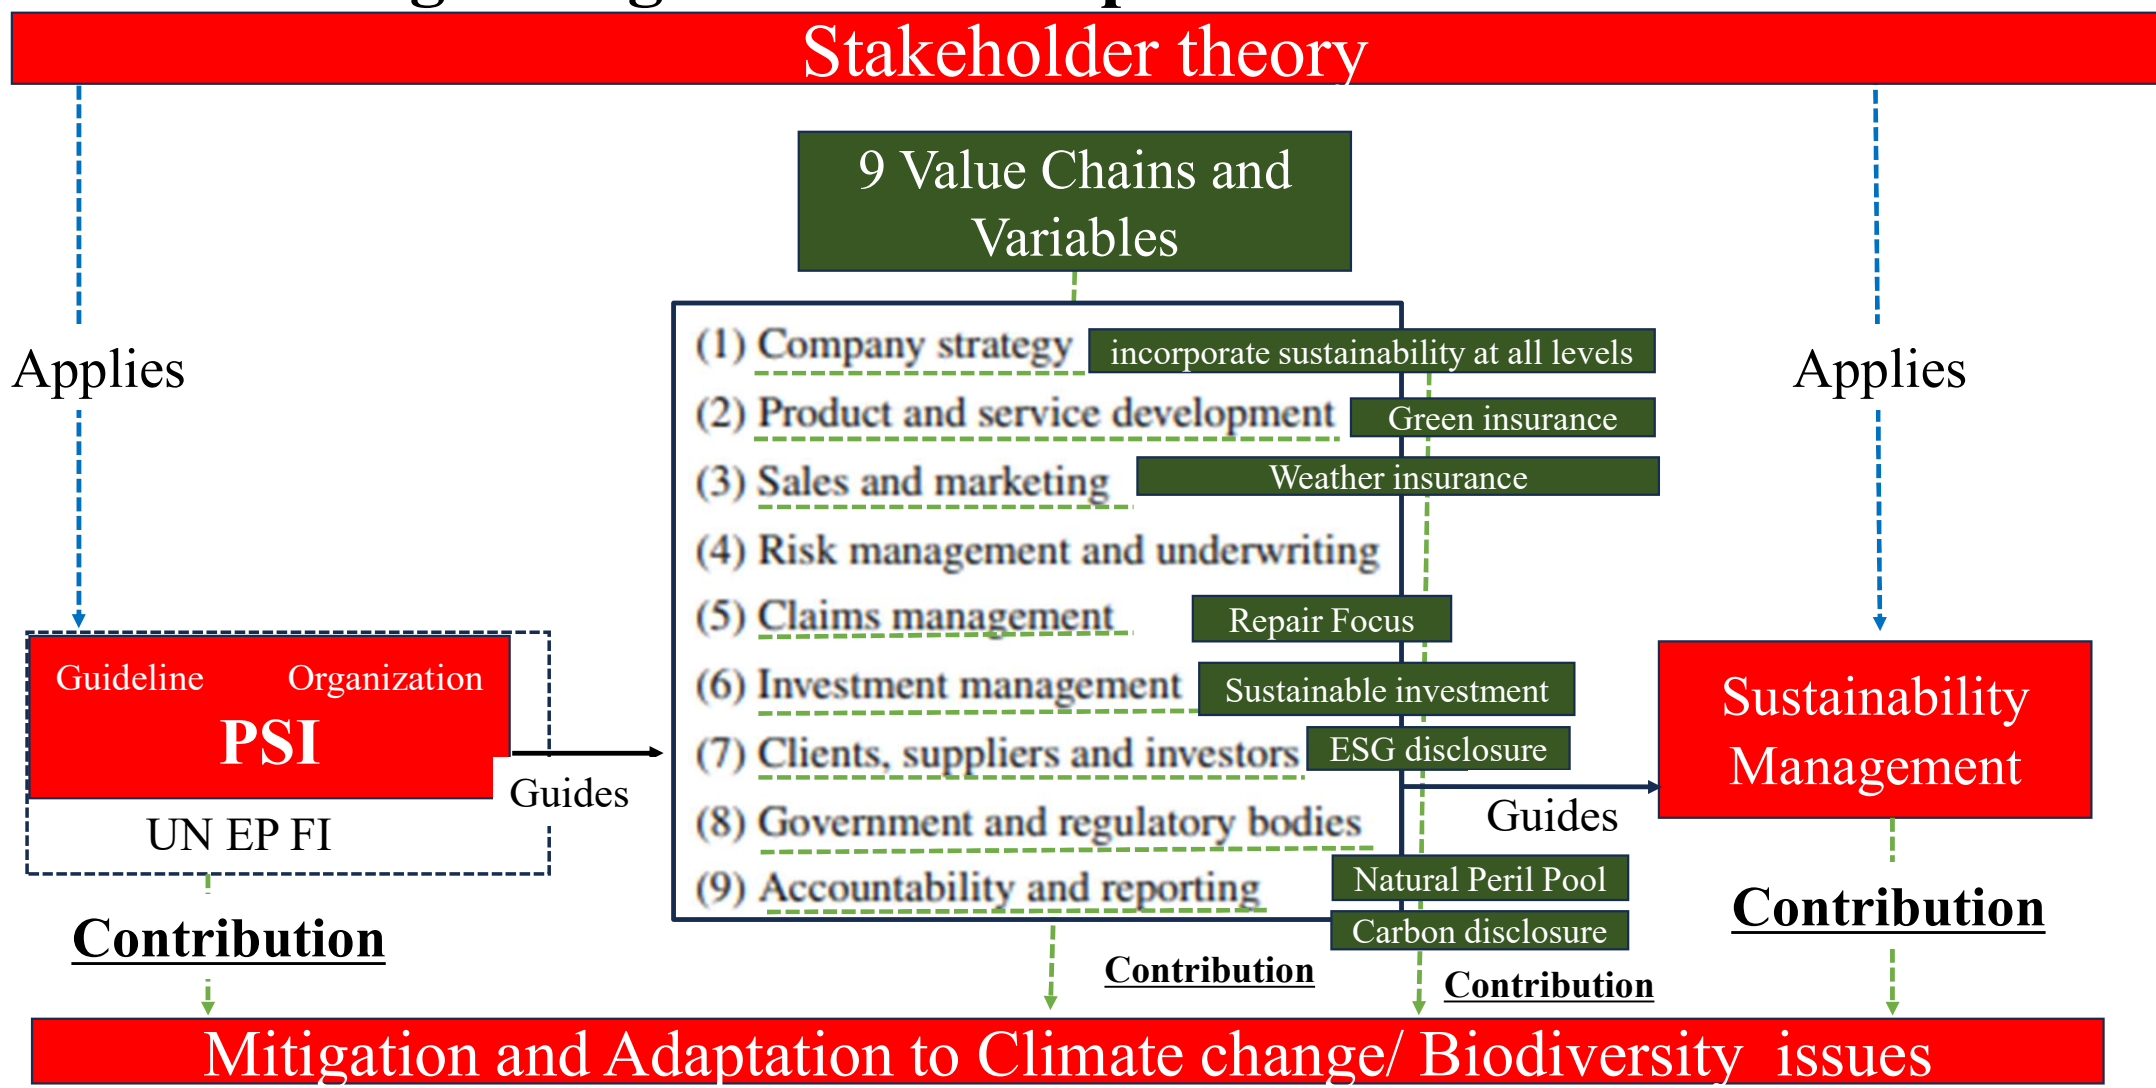 Stakeholder theory
9 Value Chains and
Variables
Applies
Applies
(1) Company strategy
incorporate sustainability at all levels
(2) Product and service development
Green insurance
(3) Sales and marketing
Weather insurance
(4) Risk management and underwriting
(5) Claims management
Repair Focus
(6) Investment management
Sustainable investment
(7) Clients, suppliers and investors
ESG disclosure
(8) Government and regulatory bodies
Natural Peril Pool
(9) Accountability and reporting
Carbon disclosure
Guideline Organization
PSI
UN EP FI
Guides
Guides
Sustainability
Management
Contribution
Contribution
Contribution
Contribution
Mitigation and Adaptation to Climate change/ Biodiversity issues